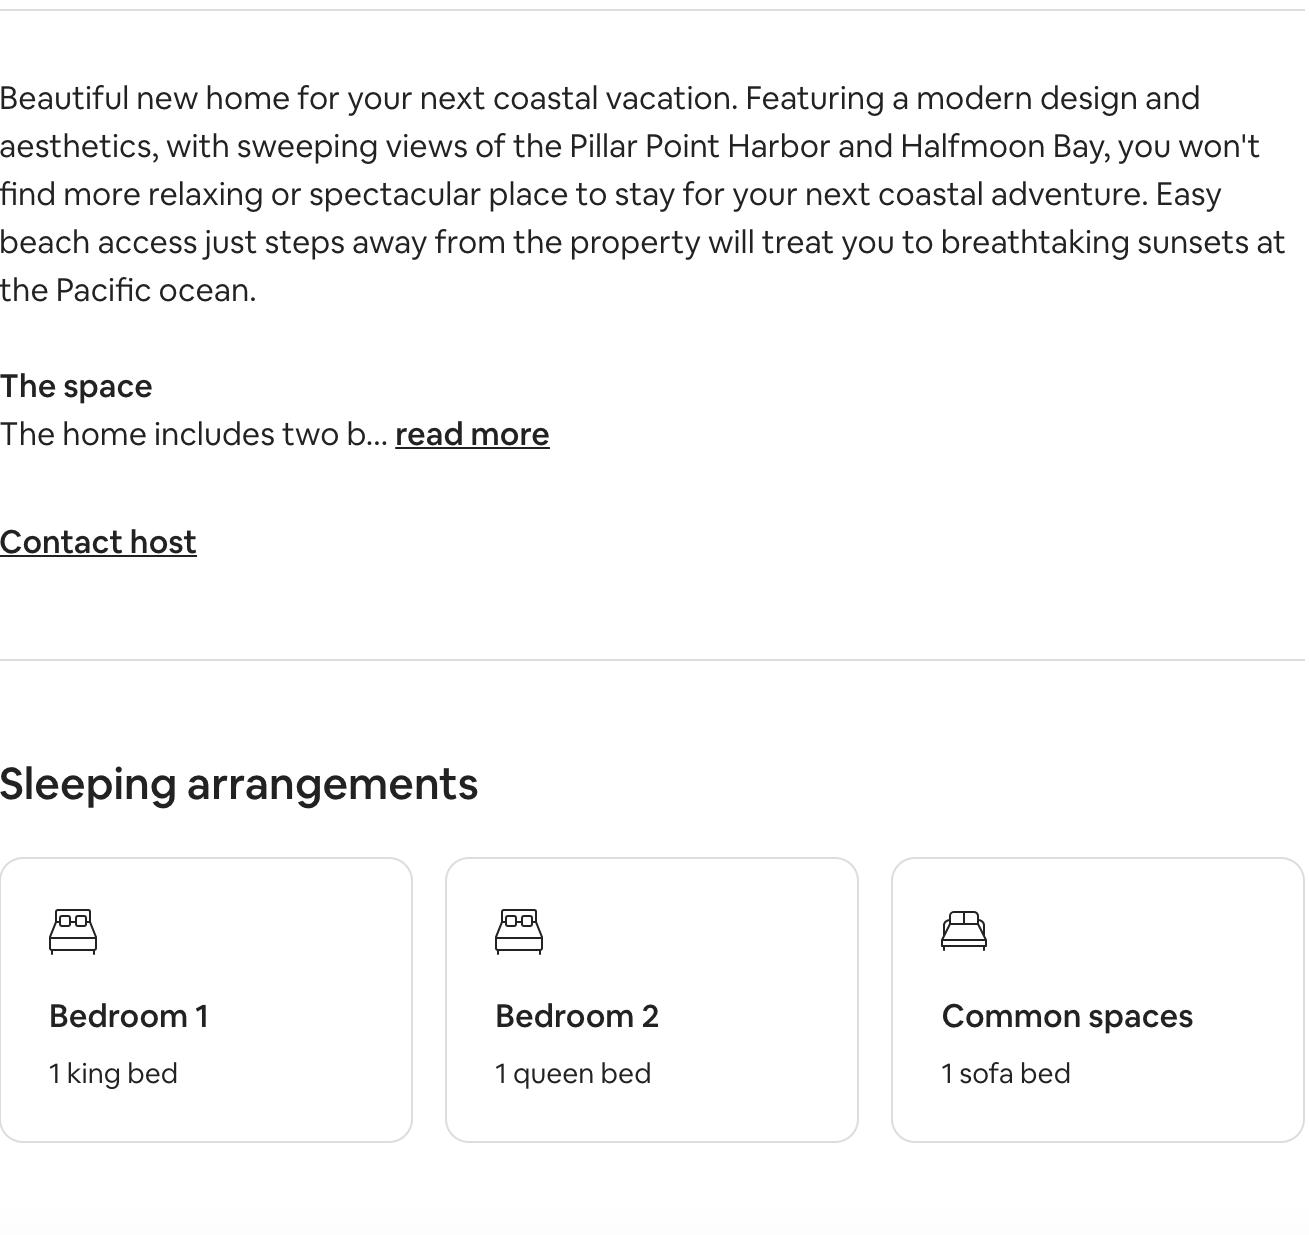 Beautiful new home for your next coastal vacation. Featuring a modern design and
aesthetics, with sweeping views of the Pillar Point Harbor and Halfmoon Bay, you won't
find more relaxing or spectacular place to stay for your next coastal adventure. Easy
beach access just steps away from the property will treat you to breathtaking sunsets at
the Pacific ocean.
The space
The home includes two b... read more
Contact host
Sleeping arrangements
Bedroom 1
1 king bed
Bedroom 2
1 queen bed
Common spaces
1 sofa bed